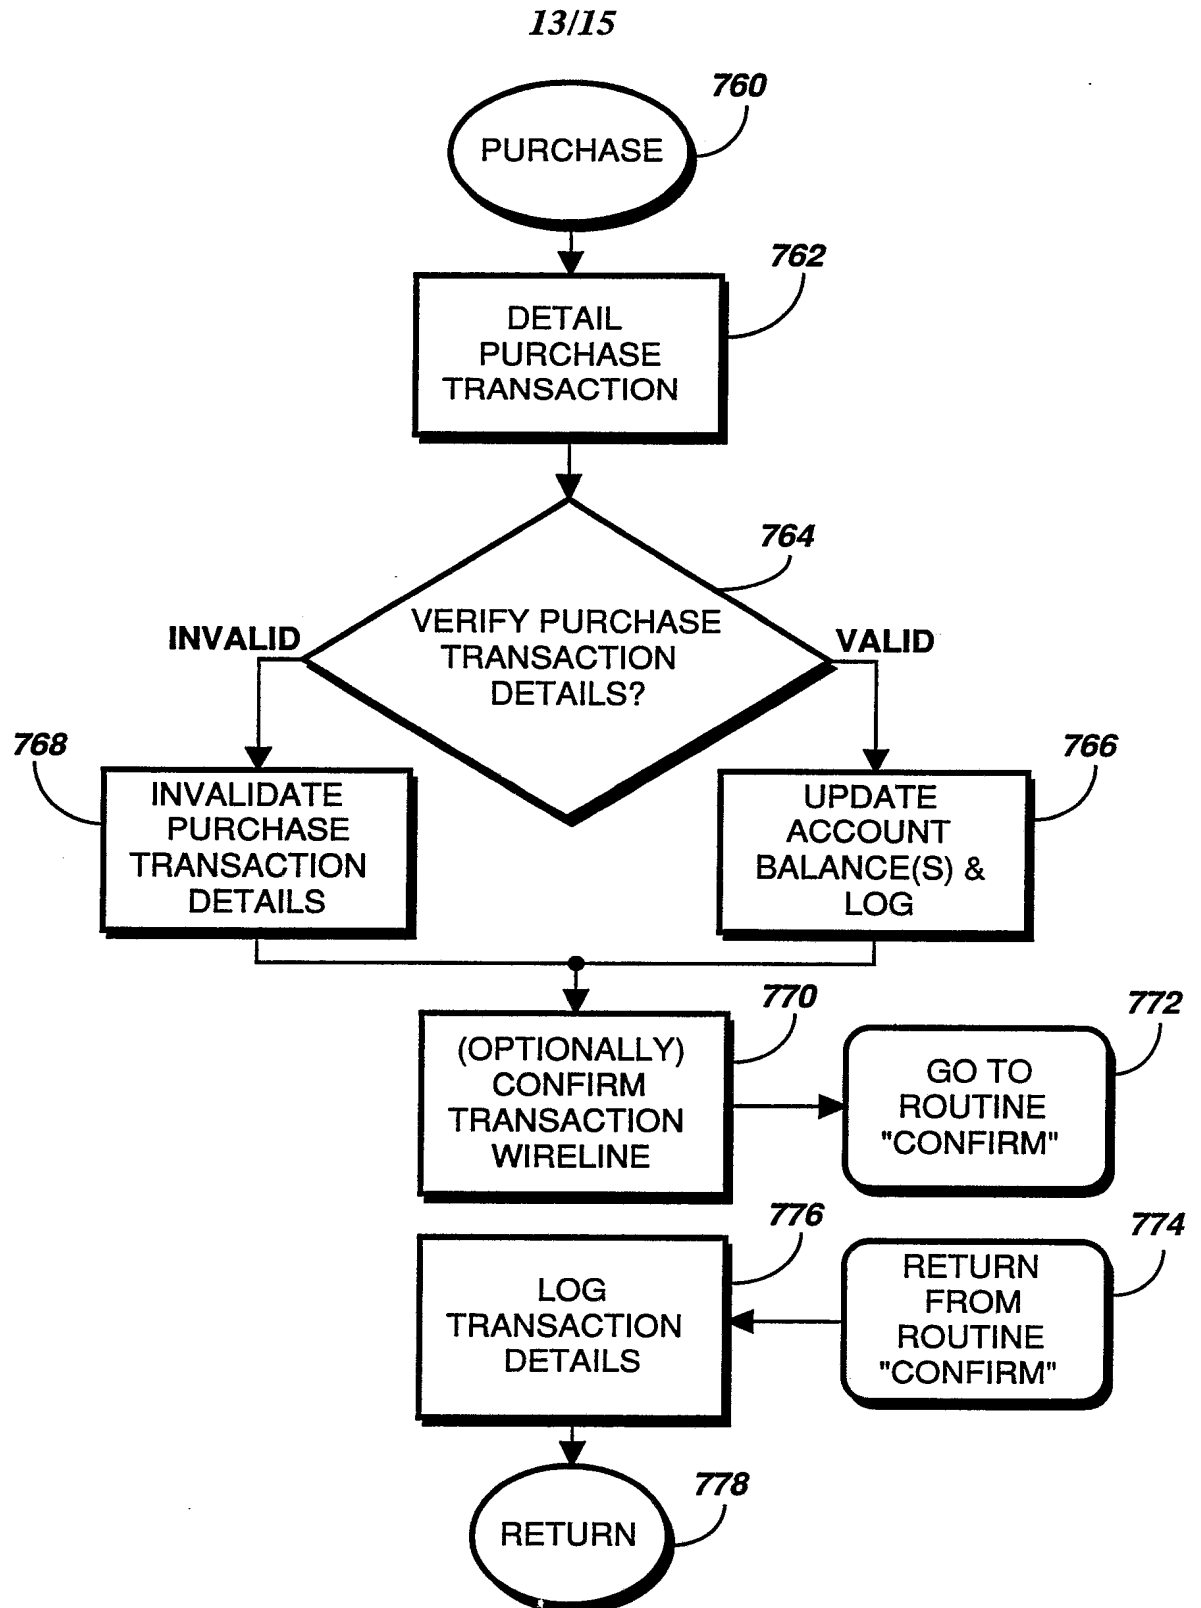 13/15
760
PURCHASE
762
DETAIL
PURCHASE
TRANSACTION
764
VERIFY PURCHASE
TRANSACTION
DETAILS?
INVALID
VALID
768
INVALIDATE
PURCHASE
TRANSACTION
DETAILS
766
UPDATE
ACCOUNT
BALANCE(S) &
LOG
770
(OPTIONALLY)
CONFIRM
TRANSACTION
WIRELINE
772
GO TO
ROUTINE
"CONFIRM"
776
LOG
TRANSACTION
DETAILS
774
RETURN
FROM
ROUTINE
"CONFIRM"
778
RETURN